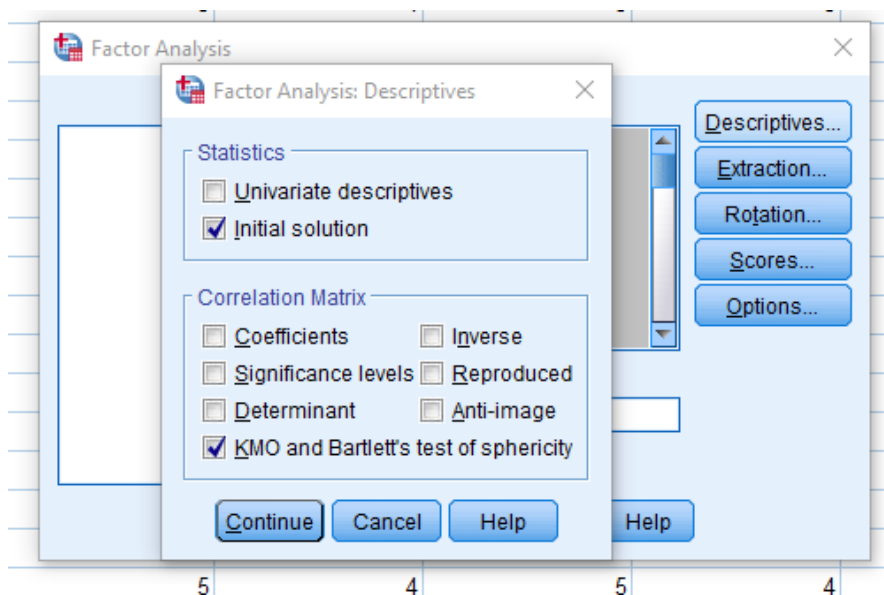 Factor Analysis
Factor Analysis: Descriptives
Statistics
Univariate descriptives
Initial solution
Correlation Matrix
Coefficients Inverse
Significance levels Reproduced
Determinant Anti-image
KMO and Bartlett's test of sphericity
Continue Cancel Help
Descriptives...
Extraction...
Rotation...
Scores...
Options...
Help
5 4 5 4